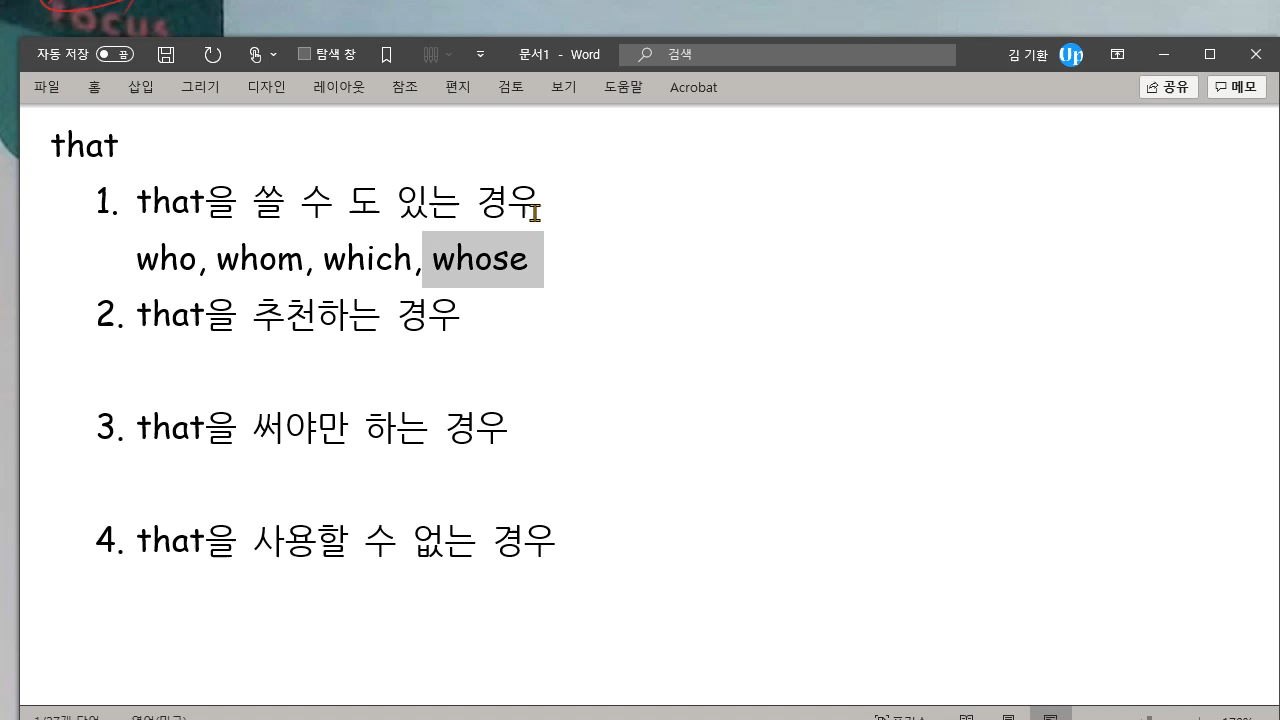 FOCUS
자동 저장 끔 탐색 창 문서1 - Word 검색 김 기환 Up
파일 홈 삽입 그리기 디자인 레이아웃 참조 편지 검토 보기 도움말 Acrobat 공유 메모
that
1. that을 쓸 수 도 있는 경우
who, whom, which, whose
2. that을 추천하는 경우
3. that을 써야만 하는 경우
4. that을 사용할 수 없는 경우